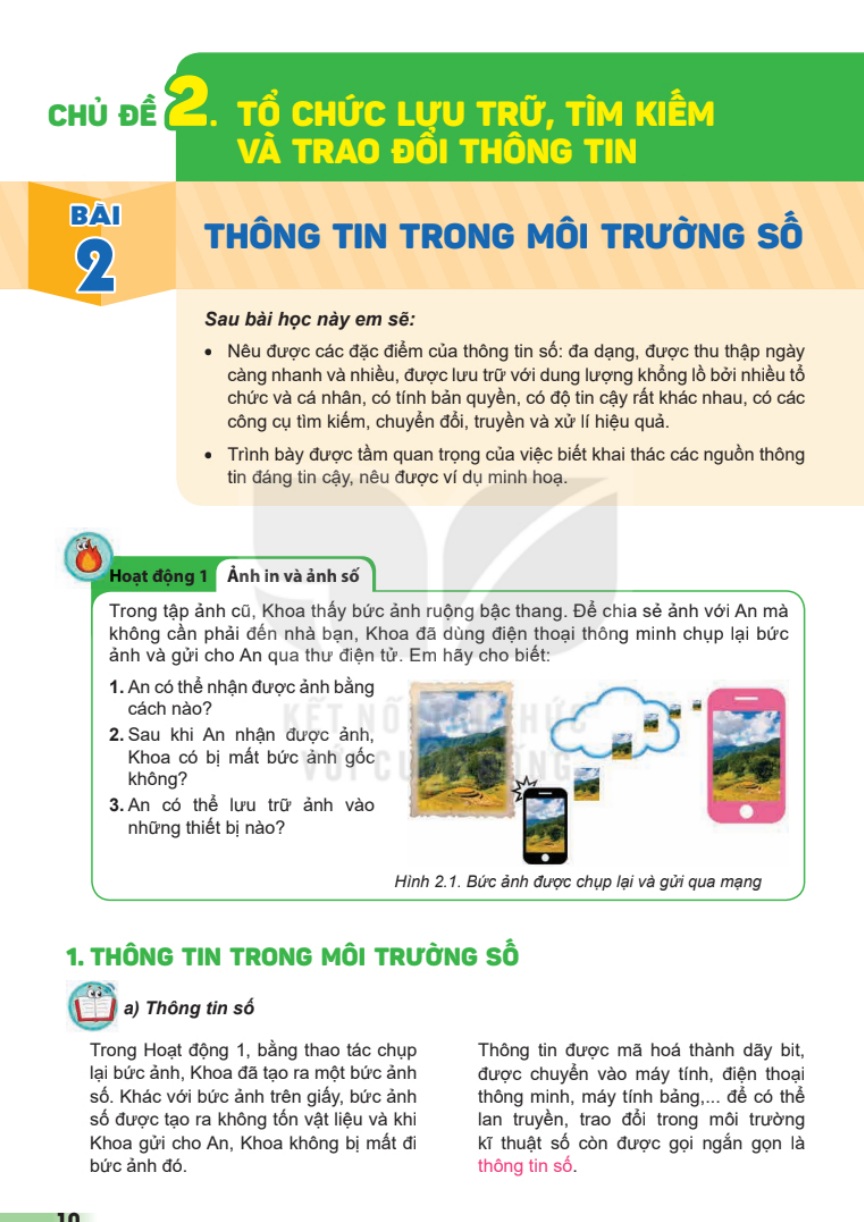 CHỦ ĐỀ 2. TỔ CHỨC LƯU TRỮ, TÌM KIẾM
VÀ TRAO ĐỔI THÔNG TIN
BÀI
2
THÔNG TIN TRONG MÔI TRƯỜNG SỐ
Sau bài học này em sẽ:
• Nêu được các đặc điểm của thông tin số: đa dạng, được thu thập ngày
càng nhanh và nhiều, được lưu trữ với dung lượng khổng lồ bởi nhiều tổ
chức và cá nhân, có tính bản quyền, có độ tin cậy rất khác nhau, có các
công cụ tìm kiếm, chuyển đổi, truyền và xử lí hiệu quả.
• Trình bày được tầm quan trọng của việc biết khai thác các nguồn thông
tin đáng tin cậy, nêu được ví dụ minh hoạ.
Hoạt động 1 Ảnh in và ảnh số
Trong tập ảnh cũ, Khoa thấy bức ảnh ruộng bậc thang. Để chia sẻ ảnh với An mà
không cần phải đến nhà bạn, Khoa đã dùng điện thoại thông minh chụp lại bức
ảnh và gửi cho An qua thư điện tử. Em hãy cho biết:
1. An có thể nhận được ảnh bằng
cách nào?
2. Sau khi An nhận được ảnh,
Khoa có bị mất bức ảnh gốc
không?
3. An có thể lưu trữ ảnh vào
những thiết bị nào?
KẾT NỐI TRI THỨC
VỚI CUỘC SỐNG
Hình 2.1. Bức ảnh được chụp lại và gửi qua mạng
1. THÔNG TIN TRONG MÔI TRƯỜNG SỐ
a) Thông tin số
Trong Hoạt động 1, bằng thao tác chụp
lại bức ảnh, Khoa đã tạo ra một bức ảnh
số. Khác với bức ảnh trên giấy, bức ảnh
số được tạo ra không tốn vật liệu và khi
Khoa gửi cho An, Khoa không bị mất đi
bức ảnh đó.
Thông tin được mã hoá thành dãy bit,
được chuyển vào máy tính, điện thoại
thông minh, máy tính bảng,... để có thể
lan truyền, trao đổi trong môi trường
kĩ thuật số còn được gọi ngắn gọn là
thông tin số.
10